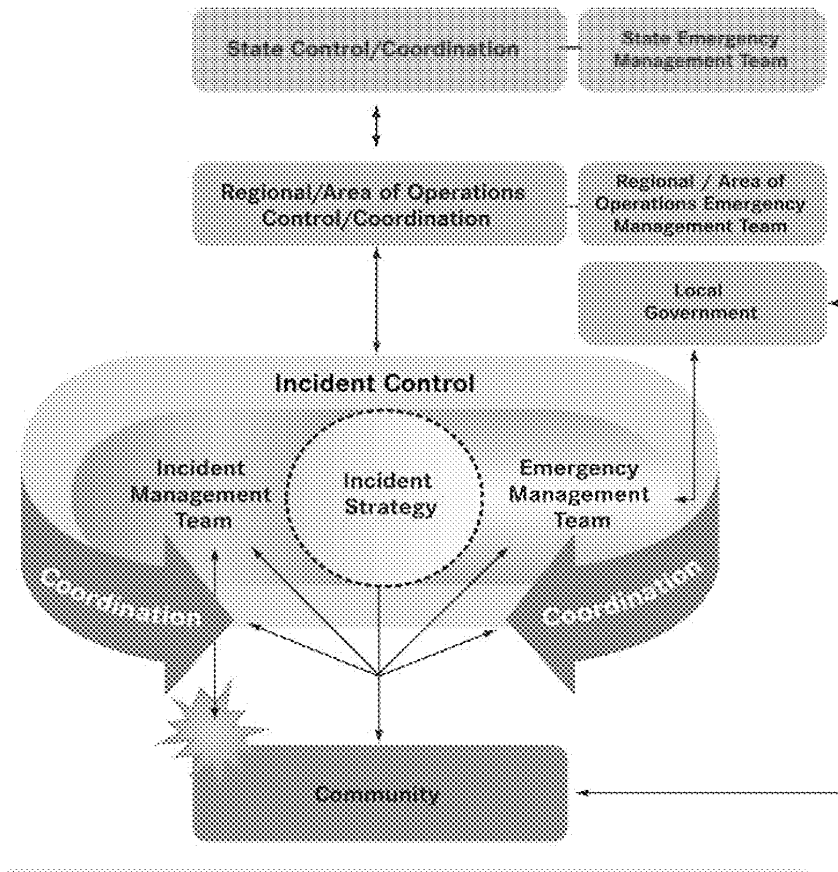 State Control/Coordination
State Emergency
Management Team
Regional/Area of Operations
Control/Coordination
Regional / Area of
Operations Emergency
Management Team
Local
Government
Incident Control
Incident
Management
Team
Incident
Strategy
Emergency
Management
Team
Coordination
Coordination
Community